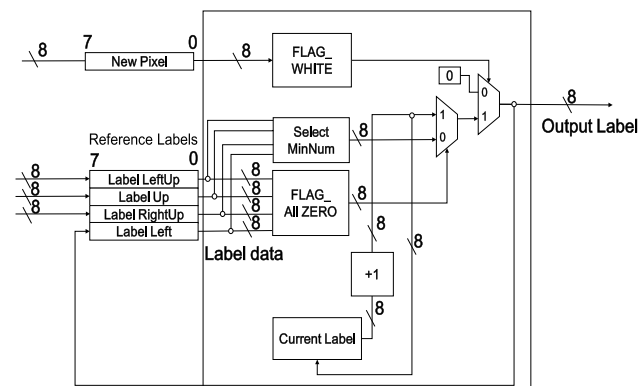 8 7 0 8 8
New Pixel
FLAG_
WHITE
0
0
1
8
Output Label
Reference Labels
7 0
Select
MinNum
8
1
0
8 Label LeftUp 8
8 Label Up 8
8 Label RightUp 8
Label Left 8
FLAG_
All ZERO
8
Label data
8
8
+1
8
Current Label